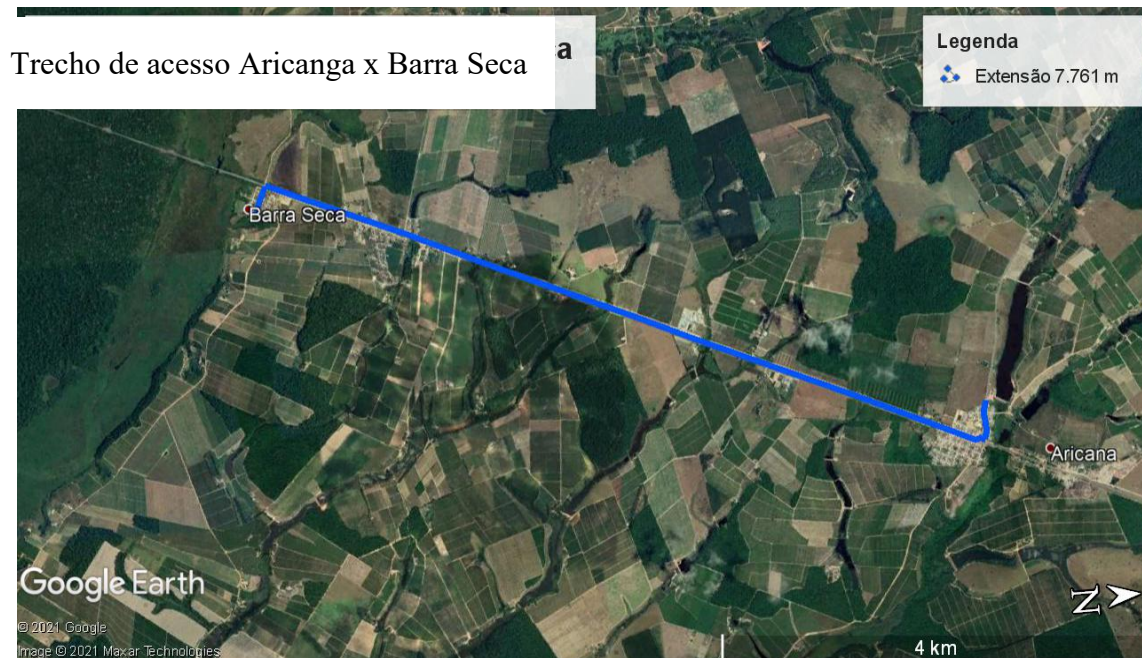 Trecho de acesso Aricanga x Barra Seca
a
Legenda
Extensão 7.761 m
Barra Seca
Aricana
Google Earth
© 2021 Google
Image © 2021 Maxar Technologies
N
4 km